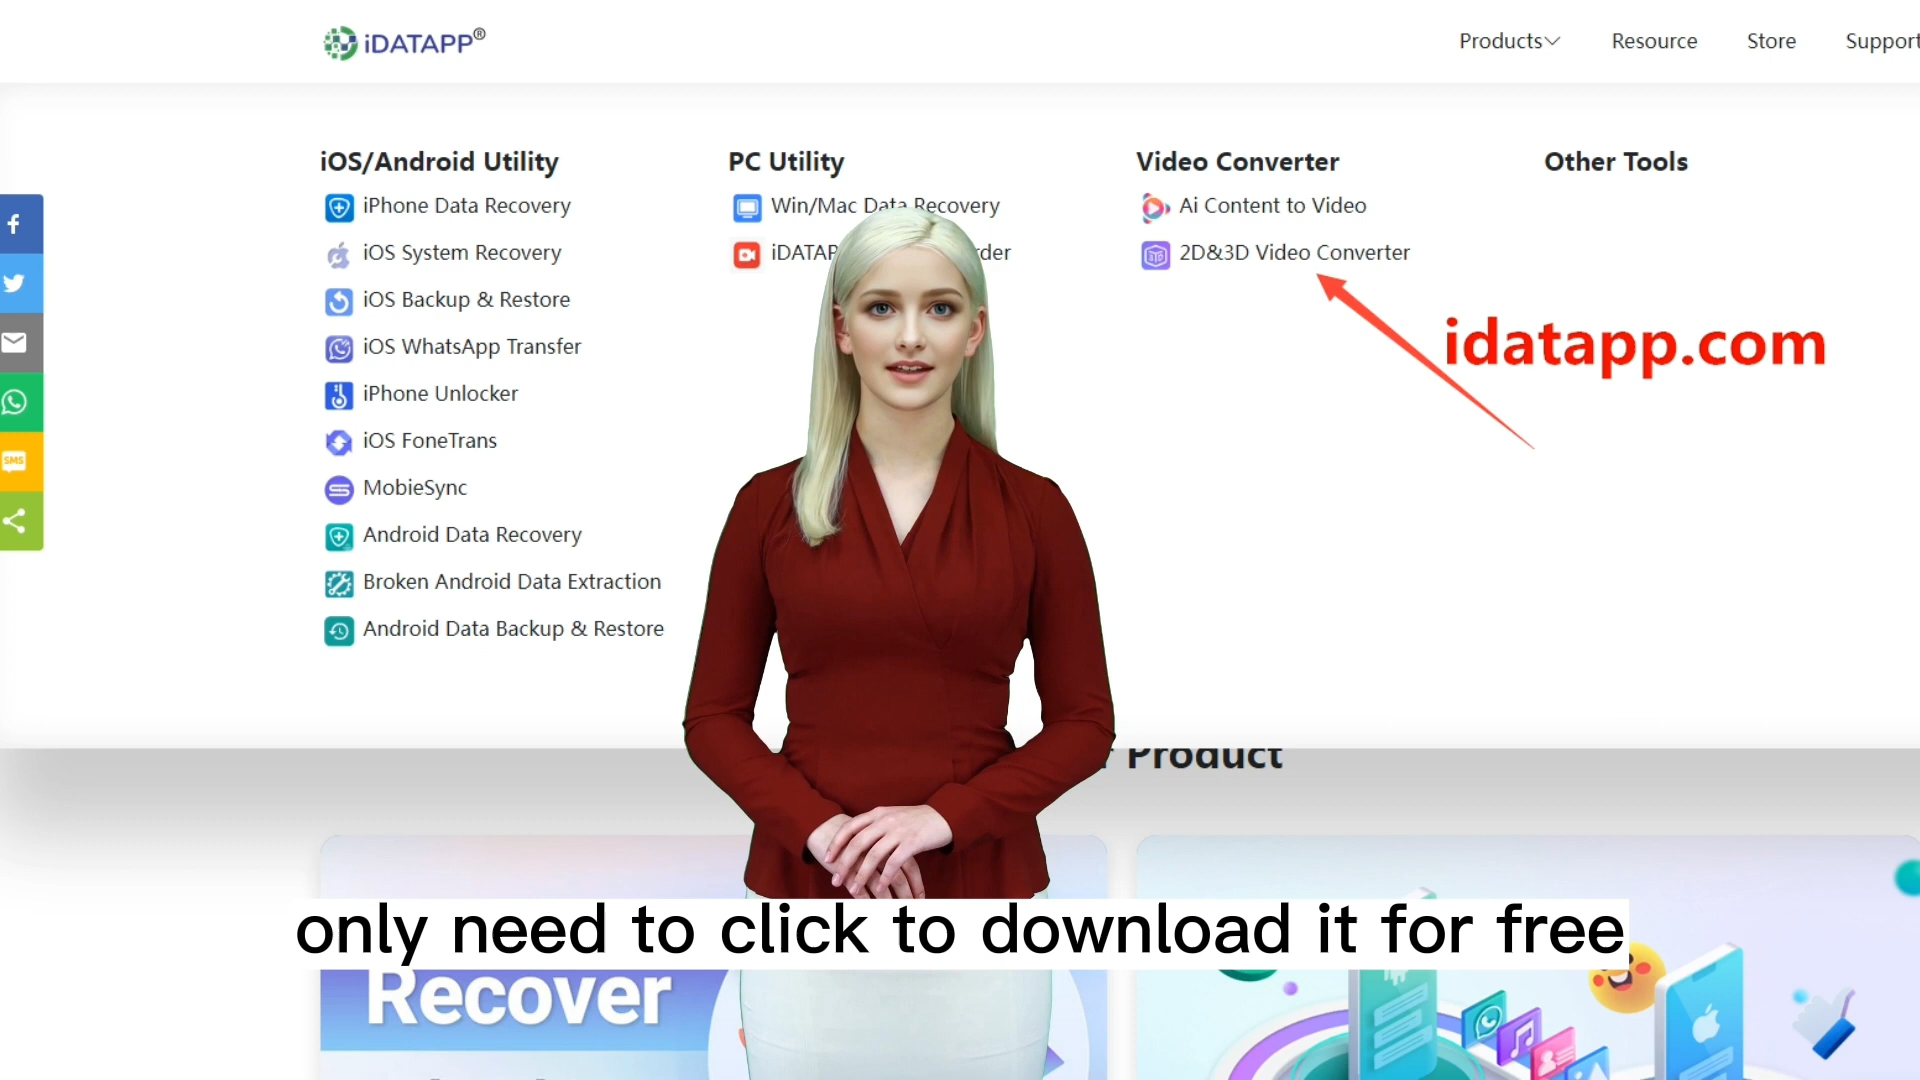 iDATAPP®
Products
Resource
Store
Support
iOS/Android Utility
iPhone Data Recovery
iOS System Recovery
iOS Backup & Restore
iOS WhatsApp Transfer
iPhone Unlocker
iOS FoneTrans
MobieSync
Android Data Recovery
Broken Android Data Extraction
Android Data Backup & Restore
PC Utility
Win/Mac Data Recovery
iDATAP
der
Video Converter
Ai Content to Video
2D&3D Video Converter
Other Tools
idatapp.com
SMS
Product
only need to click to download it for free
Recover